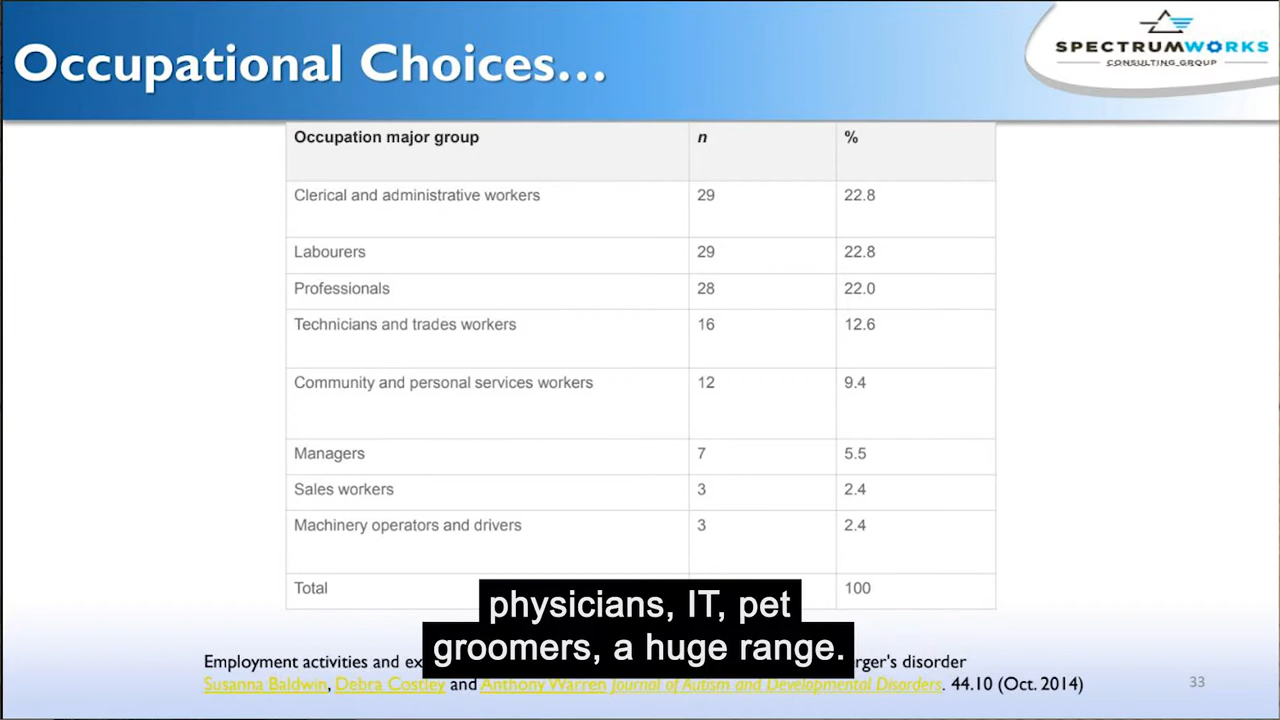 Occupational Choices...
SPECTRUMWORKS
CONSULTING GROUP
Occupation major group n %
Clerical and administrative workers 29 22.8
Labourers 29 22.8
Professionals 28 22.0
Technicians and trades workers 16 12.6
Community and personal services workers 12 9.4
Managers 7 5.5
Sales workers 3 2.4
Machinery operators and drivers 3 2.4
Total 100
physicians, IT, pet
groomers, a huge range.
Employment activities and rger's disorder
Susanna Baldwin, Debra Costley and Anthony Warren Journal of Autism and Developmental Disorders. 44.10 (Oct. 2014)
33